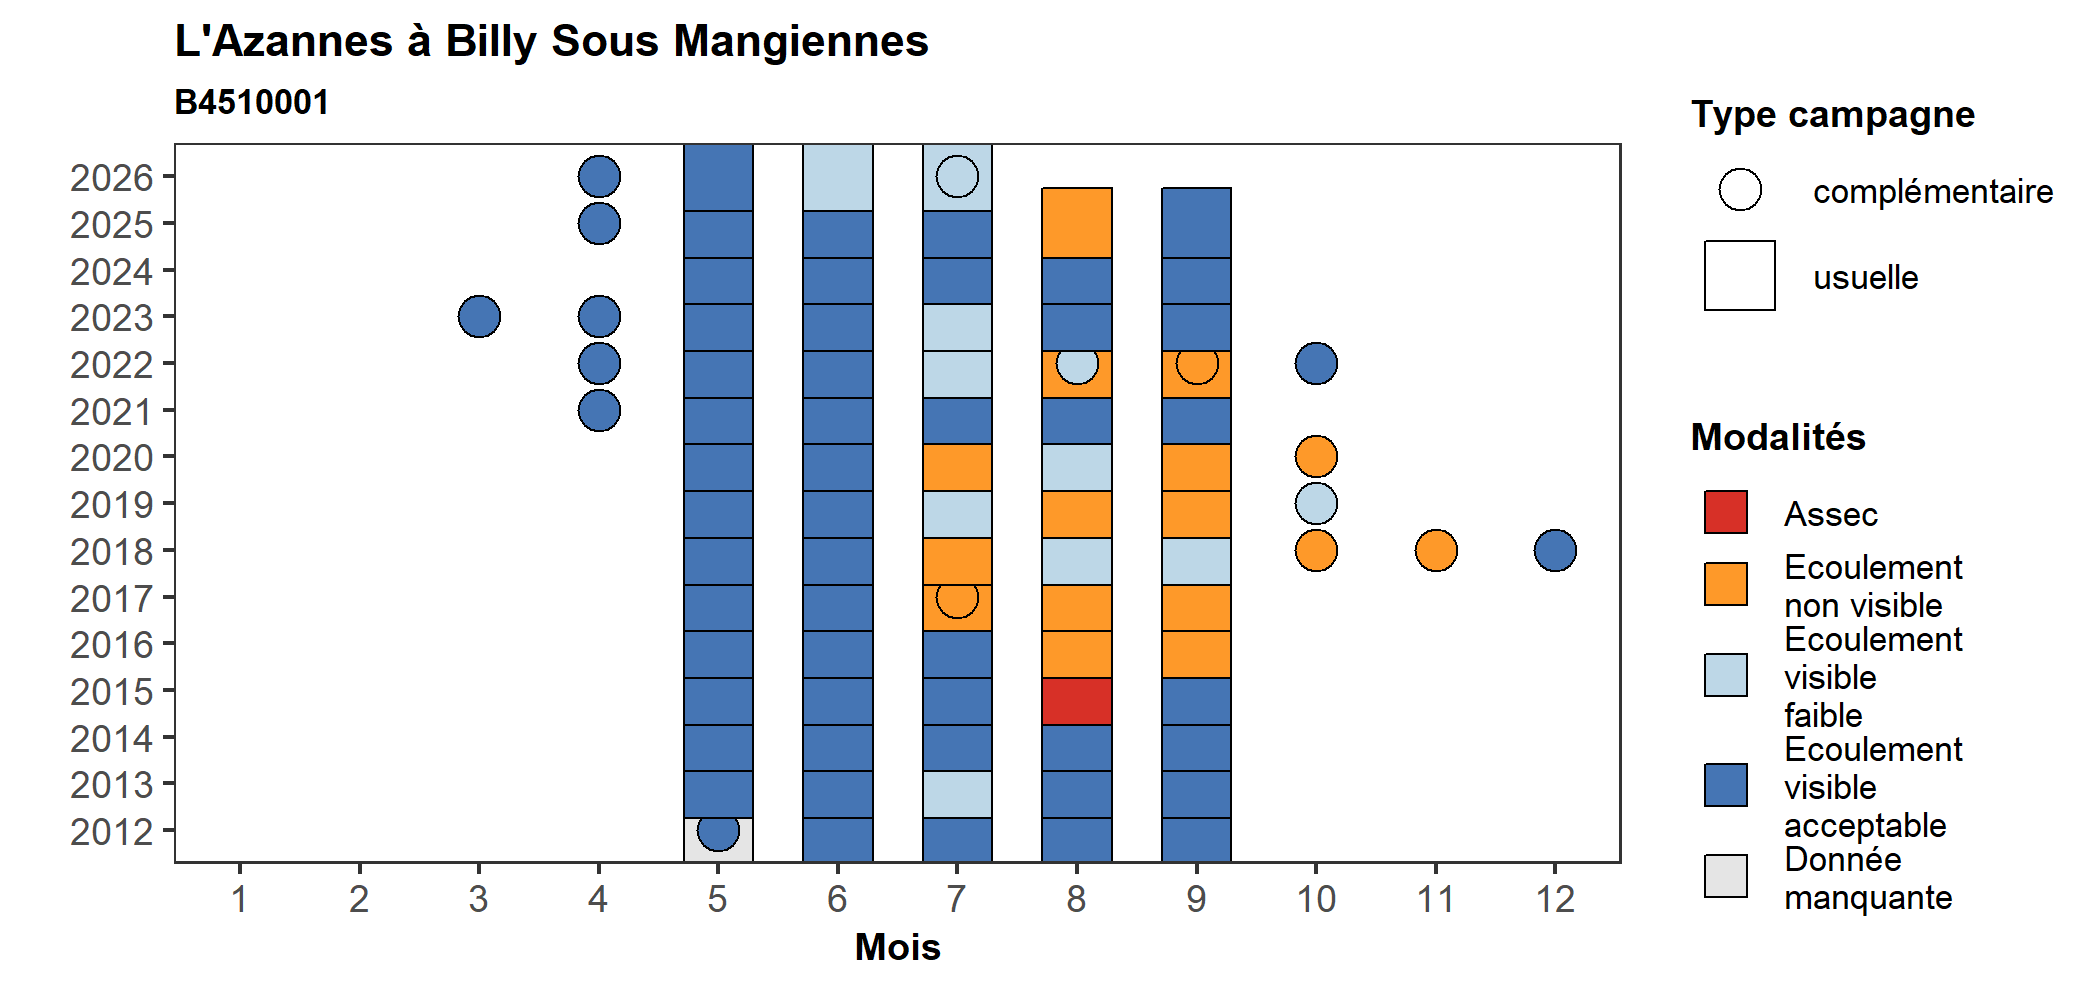 L'Azannes à Billy Sous Mangiennes
B4510001
2026
2025
2024
2023
2022
2021
2020
2019
2018
2017
2016
2015
2014
2013
2012
1 2 3 4 5 6 7 8 9 10 11 12
Mois
Type campagne
complémentaire
usuelle
Modalités
Assec
Ecoulement
non visible
Ecoulement
visible
faible
Ecoulement
visible
acceptable
Donnée
manquante